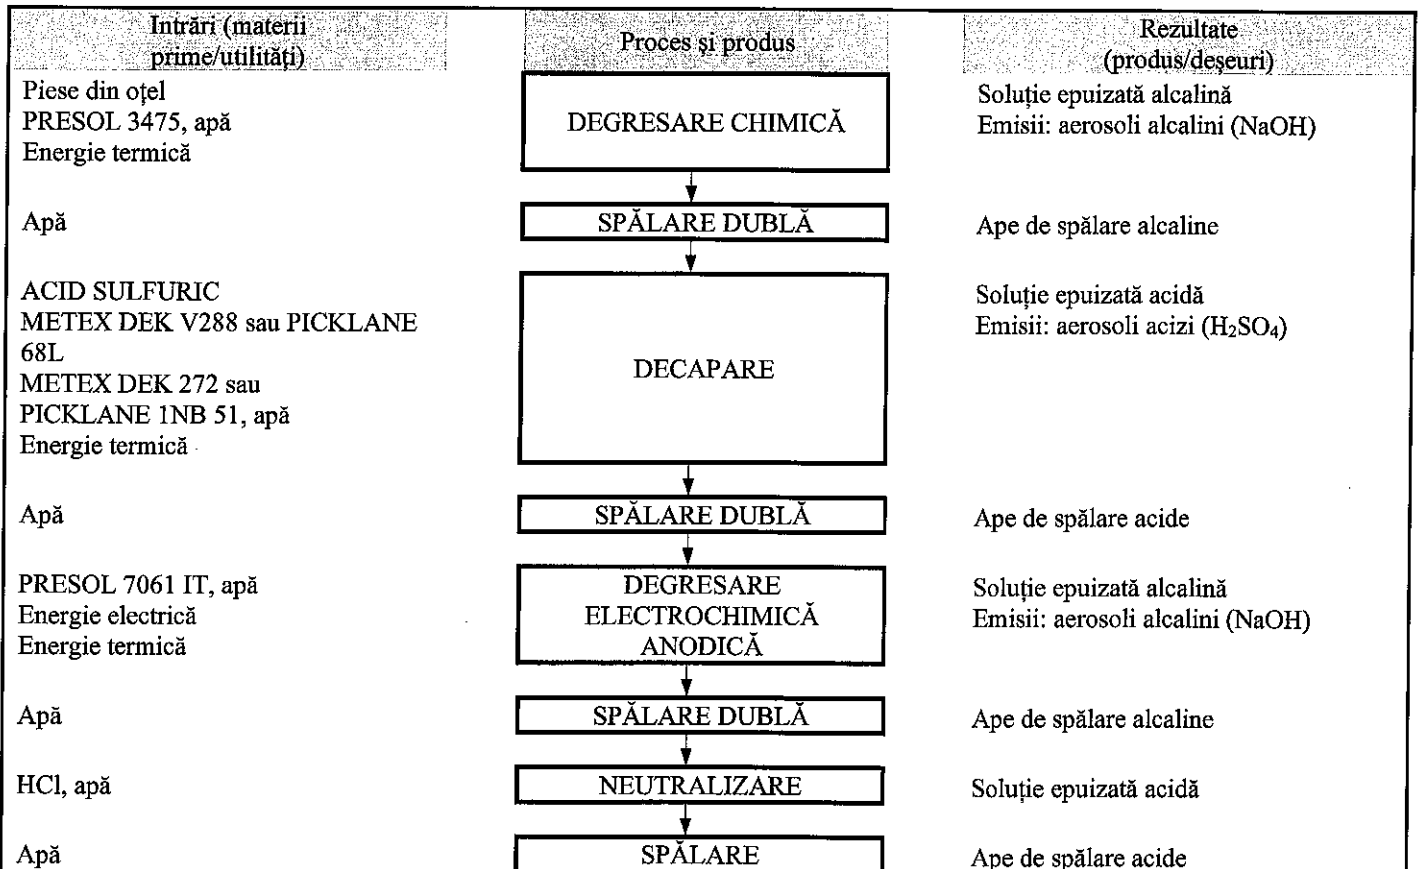 Intrări (materii
prime/utilități)
Proces şi produs
Rezultate
(produs/deşeuri)
Piese din oțel
PRESOL 3475, apă
Energie termică
DEGRESARE CHIMICĂ
Soluție epuizată alcalină
Emisii: aerosoli alcalini (NaOH)
Apă
SPĂLARE DUBLĂ
Ape de spălare alcaline
ACID SULFURIC
METEX DEK V288 sau PICKLANE
68L
METEX DEK 272 sau
PICKLANE 1NB 51, apă
Energie termică
DECAPARE
Soluție epuizată acidă
Emisii: aerosoli acizi (H₂SO₄)
Apă
SPĂLARE DUBLĂ
Ape de spălare acide
PRESOL 7061 IT, apă
Energie electrică
Energie termică
DEGRESARE
ELECTROCHIMICĂ
ANODICĂ
Soluție epuizată alcalină
Emisii: aerosoli alcalini (NaOH)
Apă
SPĂLARE DUBLĂ
Ape de spălare alcaline
HCl, apă
NEUTRALIZARE
Soluție epuizată acidă
Apă
SPĂLARE
Ape de spălare acide